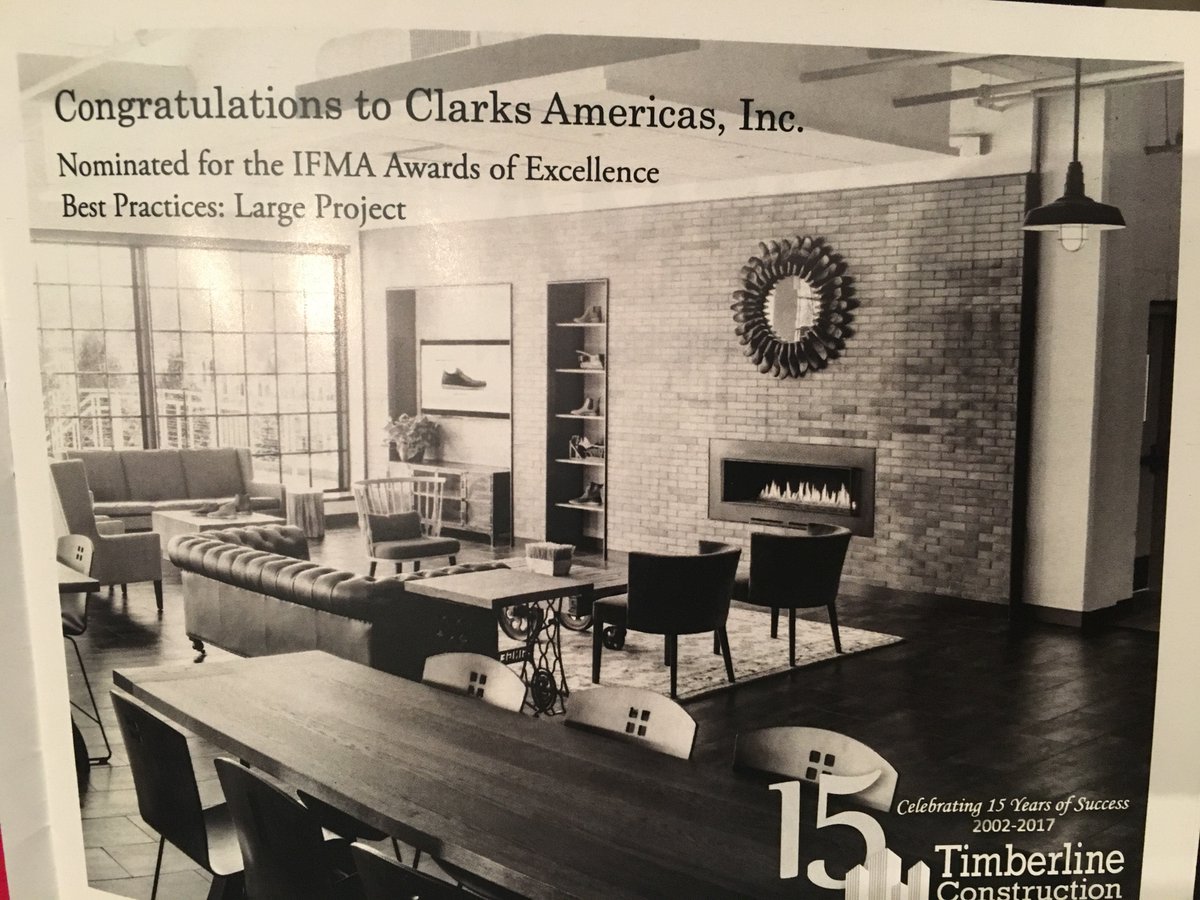 Congratulations to Clarks Americas, Inc.
Nominated for the IFMA Awards of Excellence
Best Practices: Large Project
15
Celebrating 15 Years of Success
2002-2017
Timberline
Construction